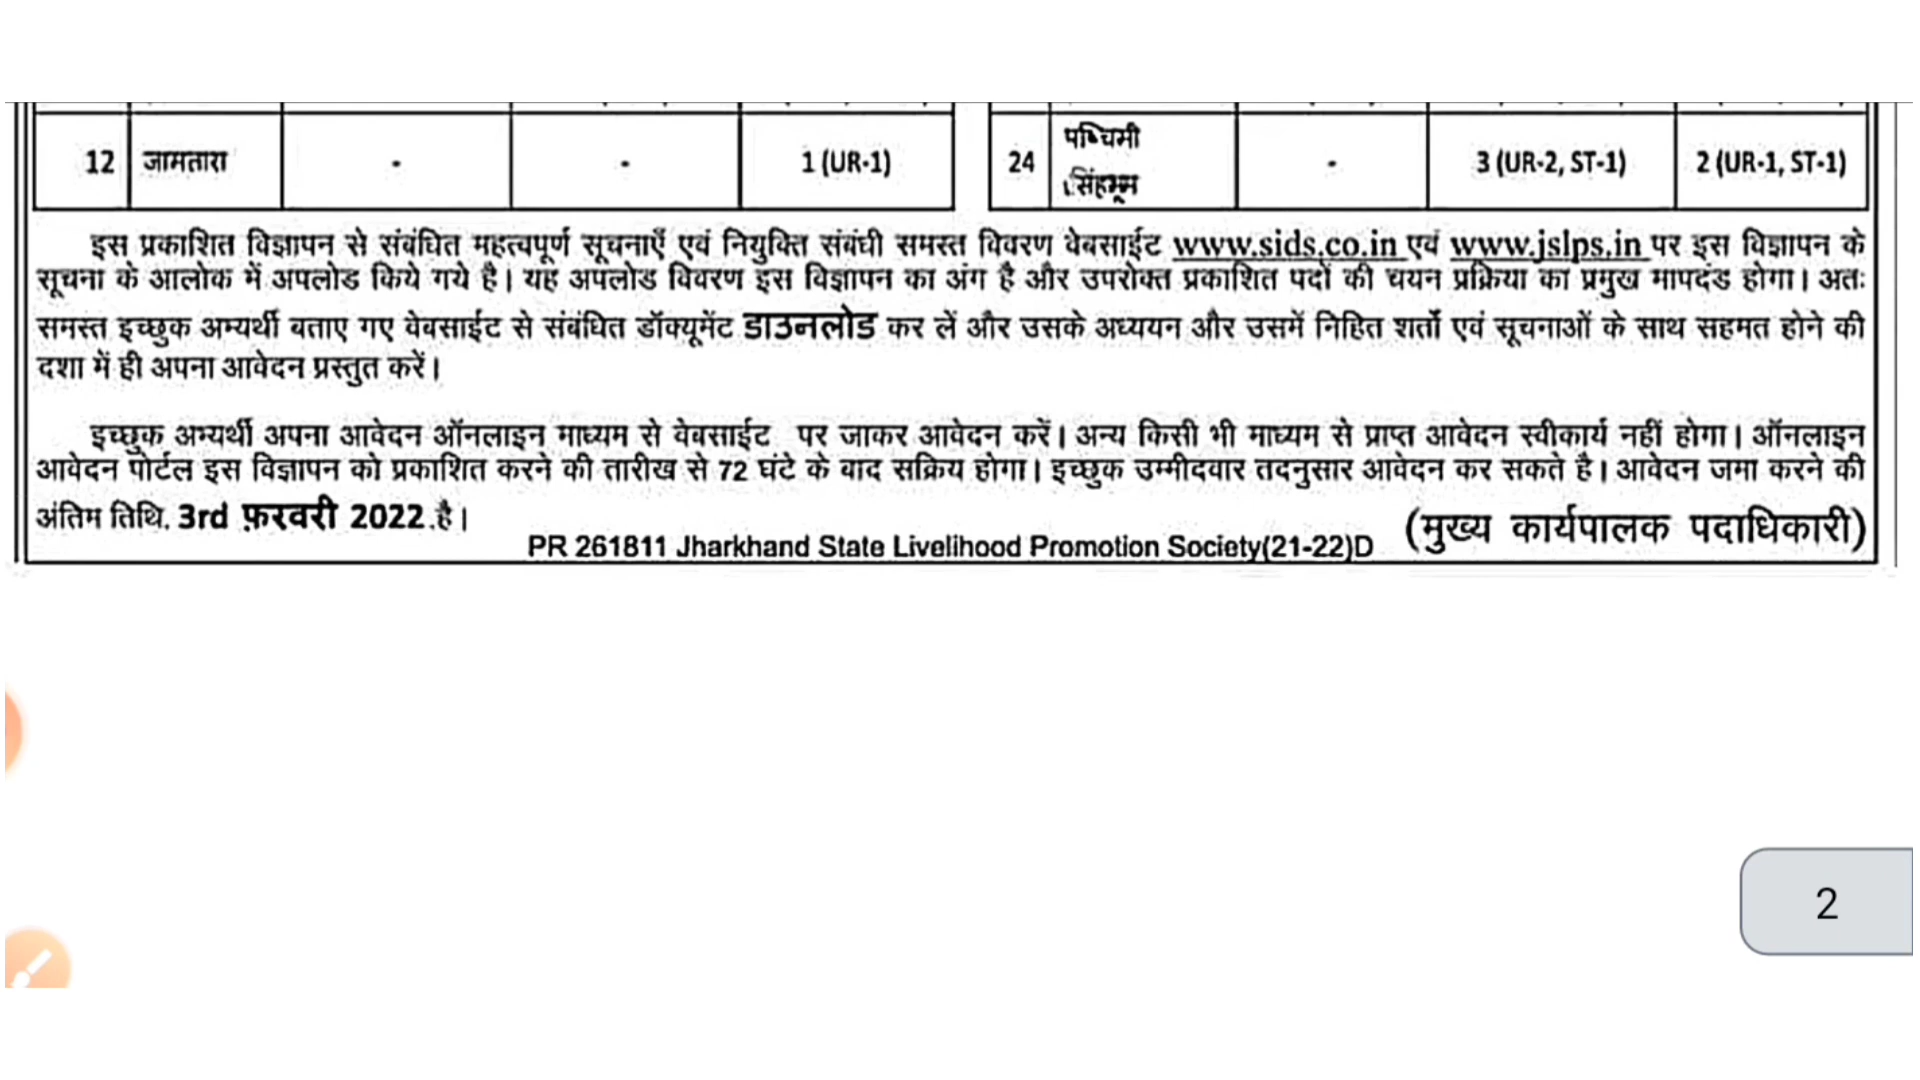 12 जामतारा - - 1 (UR-1)
24 पश्चिमी सिंहभूम - 3 (UR-2, ST-1) 2 (UR-1, ST-1)
इस प्रकाशित विज्ञापन से संबंधित महत्वपूर्ण सूचनाएँ एवं नियुक्ति संबंधी समस्त विवरण वेबसाईट www.sids.co.in एवं www.jslps.in पर इस विज्ञापन के
सूचना के आलोक में अपलोड किये गये है। यह अपलोड विवरण इस विज्ञापन का अंग है और उपरोक्त प्रकाशित पदों की चयन प्रक्रिया का प्रमुख मापदंड होगा। अतः
समस्त इच्छुक अभ्यर्थी बताए गए वेबसाईट से संबंधित डॉक्यूमेंट डाउनलोड कर लें और उसके अध्ययन और उसमें निहित शर्तों एवं सूचनाओं के साथ सहमत होने की
दशा में ही अपना आवेदन प्रस्तुत करें।
इच्छुक अभ्यर्थी अपना आवेदन ऑनलाइन माध्यम से वेबसाईट पर जाकर आवेदन करें। अन्य किसी भी माध्यम से प्राप्त आवेदन स्वीकार्य नहीं होगा। ऑनलाइन
आवेदन पोर्टल इस विज्ञापन को प्रकाशित करने की तारीख से 72 घंटे के बाद सक्रिय होगा। इच्छुक उम्मीदवार तदनुसार आवेदन कर सकते है। आवेदन जमा करने की
अंतिम तिथि. 3rd फ़रवरी 2022.है।
(मुख्य कार्यपालक पदाधिकारी)
PR 261811 Jharkhand State Livelihood Promotion Society(21-22)D
2